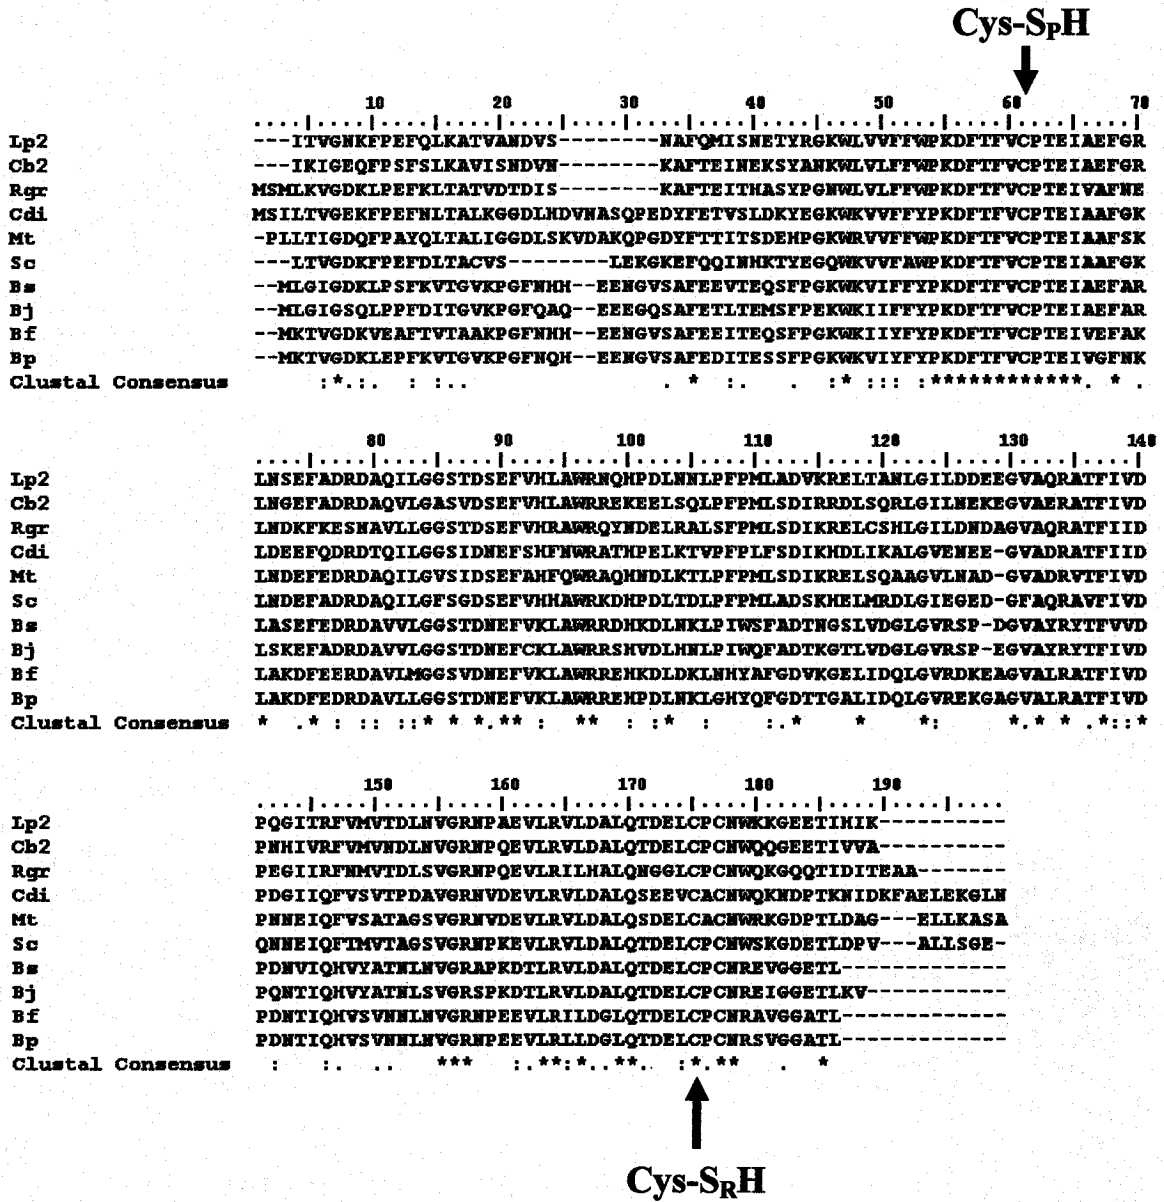 Cys-SPH
10 20 30 40 50 60 70
Lp2 ---ITVGNKFPEFQLKATVANDVS--------NAFQMISNETYRGKWLVVFFWPKDFTFVCPTEIAEFGR
Cb2 ---IKIGEQFPSFSLKAVISNDVN--------KAFTEINEKSYANKWLVLFFWPKDFTFVCPTEIAEFGR
Rgr MSMLKVGDKLPEFKLTATVDTDIS--------KAFTEITHASYPGNWLVLFFWPKDFTFVCPTEIVAFNE
Cdi MSILTVGEKFPEFNLTALKGGDLHDVNASQPEDYFETVSLDKYEGKWKVVFFYPKDFTFVCPTEIAAFGK
Mt -PLLTIGDQFPAYQLTALIGGDLSKVDAKQPGDYFTTITSDEHPGKWRVVFFWPKDFTFVCPTEIAAFSK
Sc ---LTVGDKFPEFDLTACVS--------LEKGKEFQQINHKTYEGQWKVVFAWPKDFTFVCPTEIAAFGK
Bs --MLGIGDKLPSFKVTGVKPGFNHH--EENGVSAFEEVTEQSFPGKWKVIFFYPKDFTFVCPTEIAEFAR
Bj --MLGIGSQLPPFDITGVKPGFQAQ--EEEGQSAFETLTEMSFPEKWKIIFFYPKDFTFVCPTEIAEFAR
Bf --MKTVGDKVEAFTVTAAKPGFNHH--EENGVSAFEEITEQSFPGKWKIIYFYPKDFTFVCPTEIVEFAK
Bp --MKTVGDKLEPFKVTGVKPGFNQH--EENGVSAFEDITESSFPGKWKVIYFYPKDFTFVCPTEIVGFNK
Clustal Consensus :*.:. : :. . * :. . :* ::: :************. * .
80 90 100 110 120 130 140
Lp2 LNSEFADRDAQILGGSTDSEFVHLAWRNQHPDLNNLPFPMLADVKRELTANLGILDDEEGVAQRATFIVD
Cb2 LNGEFADRDAQVLGASVDSEFVHLAWRREKEELSQLPFPMLSDIRRDLSQRLGILNEKEGVAERATFIVD
Rgr LNDKFKESNAVLLGGSTDSEFVHRAWRQYNDELRALSFPMLSDIKRELCSHLGILDNDAGVAQRATFIID
Cdi LDEEFQDRDTQILGGSIDNEFSHFNWRATHPELKTVPFPLFSDIKHDLIKALGVENEE-GVADRATFIID
Mt LNDEFEDRDAQILGVSIDSEFAHFQWRAQHNDLKTLPFPMLSDIKRELSQAAGVLNAD-GVADRVTFIVD
Sc LNDEFADRDAQILGFSGDSEFVHHAWRKDHPDLTDLPFPMLADSKHELMRDLGIEGED-GFAQRAVFIVD
Bs LASEFEDRDAVVLGGSTDNEFVKLAWRRDHKDLNKLPIWSFADTNGSLVDGLGVRSP-DGVAYRYTFVVD
Bj LSKEFADRDAVVLGGSTDNEFCKLAWRRSHVDLHNLPIWQFADTKGTLVDGLGVRSP-EGVAYRYTFIVD
Bf LAKDFEERDAVLMGGSVDNEFVKLAWRREHKDLDKLNHYAFGDVKGELIDQLGVRDKEAGVALRATFIVD
Bp LAKDFEDRDAVLLGGSTDNEFVKLAWRREHPDLNKLGHYQFGDTTGALIDQLGVREKGAGVALRATFIVD
Clustal Consensus * .* : :: ::* * *.** : ** : :* : :.* * *: *.* * .*::*
150 160 170 180 190
Lp2 PQGITRFVMVTDLNVGRNPAEVLRVLDALQTDELCPCNWKKGEETIHIK----------
Cb2 PNHIVRFVMVNDLNVGRNPQEVLRVLDALQTDELCPCNWQQGEETIVVA----------
Rgr PEGIIRFNMVTDLSVGRNPQEVLRILHALQNGGLCPCNWQKGQQTIDITEAA-------
Cdi PDGIIQFVSVTPDAVGRNVDEVLRVLDALQSEEVCACNWQKNDPTKNIDKFAELEKGLN
Mt PNNEIQFVSATAGSVGRNVDEVLRVLDALQSDELCACNWRKGDPTLDAG---ELLKASA
Sc QNNEIQFTMVTAGSVGRNPKEVLRVLDALQTDELCPCNWSKGDETLDPV---ALLSGE-
Bs PDNVIQHVYATNLNVGRAPKDTLRVLDALQTDELCPCNREVGGETL-------------
Bj PQNTIQHVYATNLSVGRSPKDTLRVLDALQTDELCPCNREIGGETLKV-----------
Bf PDNTIQHVSVNNLNVGRNPEEVLRILDGLQTDELCPCNRAVGGATL-------------
Bp PDNTIQHVSVNNLNVGRNPEEVLRLLDGLQTDELCPCNRSVGGATL-------------
Clustal Consensus : :. .. *** :.**:*..**. :*.** . *
Cys-SRH